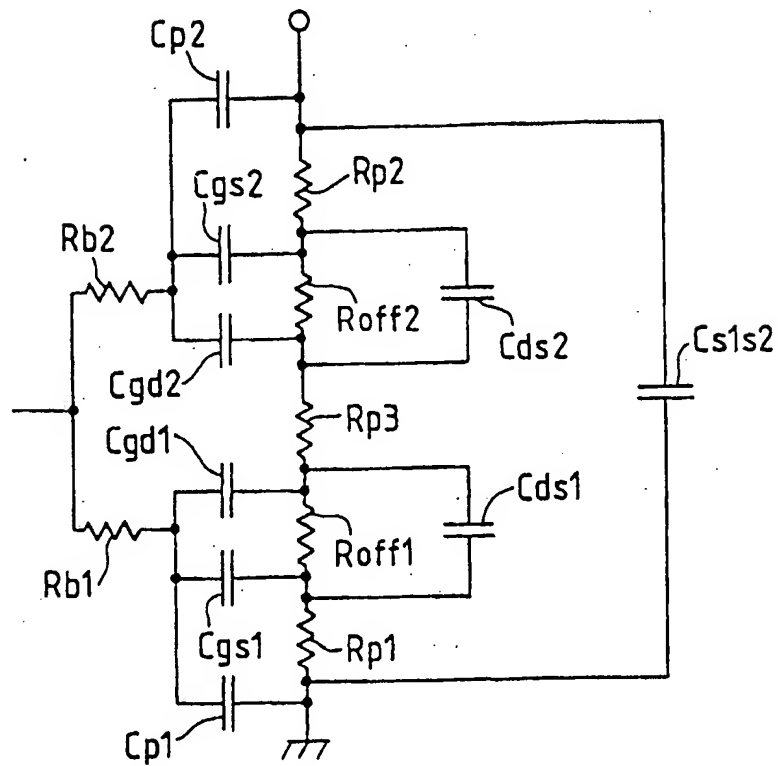 Cp2
Rp2
Cgs2
Rb2
Roff2
Cds2
Cs1s2
Cgd2
Rp3
Cgd1
Cds1
Roff1
Rb1
Cgs1
Rp1
Cp1